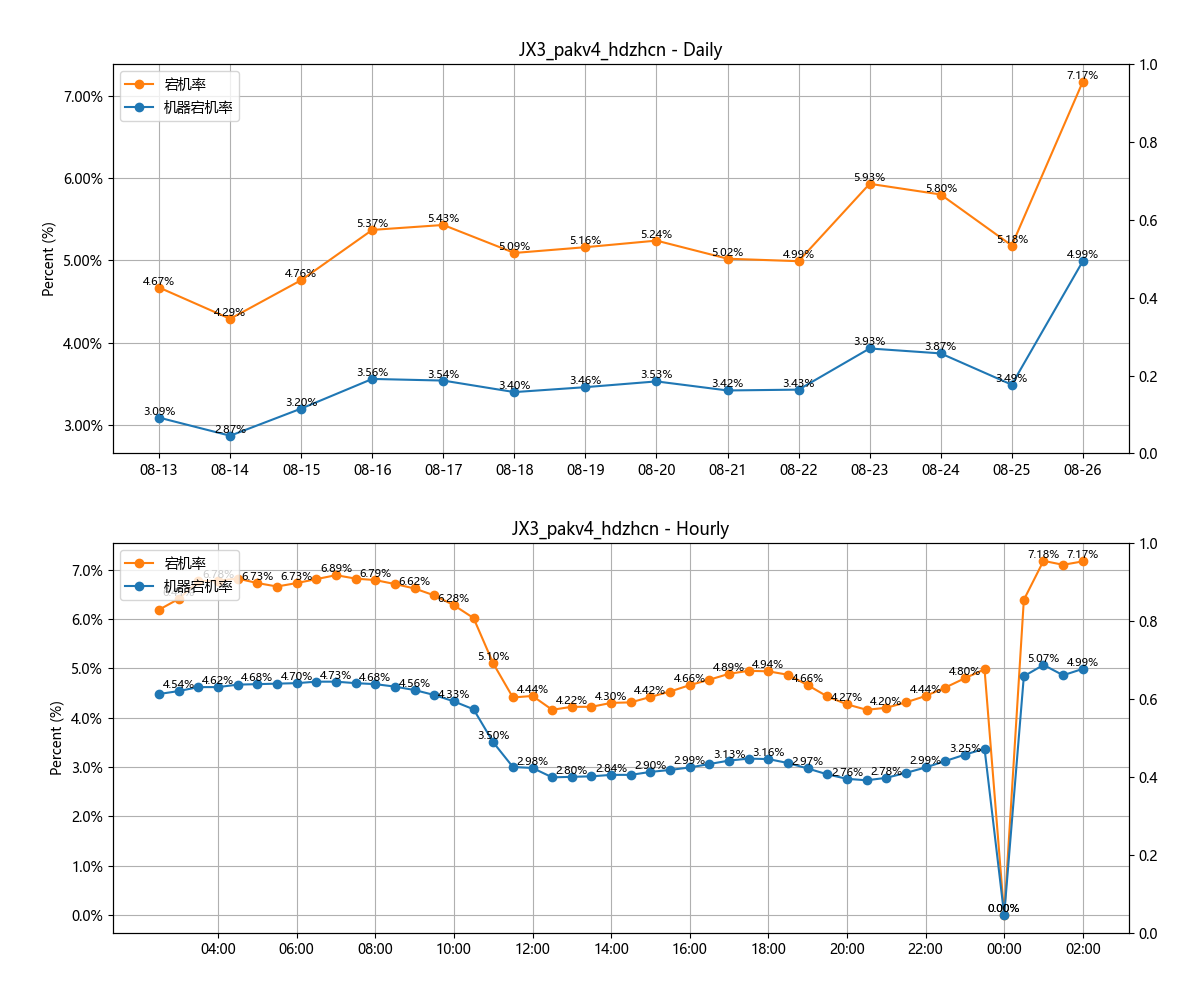 JX3_pakv4_hdzhcn - Daily
宕机率
机器宕机率
Percent (%)
7.00%
6.00%
5.00%
4.00%
3.00%
1.0
0.8
0.6
0.4
0.2
0.0
4.67% 4.29% 4.76% 5.37% 5.43% 5.09% 5.16% 5.24% 5.02% 4.99% 5.93% 5.80% 5.18% 7.17%
3.09% 2.87% 3.20% 3.56% 3.54% 3.40% 3.46% 3.53% 3.42% 3.43% 3.93% 3.87% 3.49% 4.99%
08-13 08-14 08-15 08-16 08-17 08-18 08-19 08-20 08-21 08-22 08-23 08-24 08-25 08-26
JX3_pakv4_hdzhcn - Hourly
宕机率
机器宕机率
Percent (%)
7.0%
6.0%
5.0%
4.0%
3.0%
2.0%
1.0%
0.0%
1.0
0.8
0.6
0.4
0.2
0.0
6.78% 6.73% 6.73% 6.89% 6.79% 6.62% 6.28% 5.10% 4.44% 4.22% 4.30% 4.42% 4.66% 4.89% 4.94% 4.66% 4.27% 4.20% 4.44% 4.80% 0.00% 7.18% 7.17%
4.54% 4.62% 4.68% 4.70% 4.73% 4.68% 4.56% 4.33% 3.50% 2.98% 2.80% 2.84% 2.90% 2.99% 3.13% 3.16% 2.97% 2.76% 2.78% 2.99% 3.25% 0.00% 5.07% 4.99%
04:00 06:00 08:00 10:00 12:00 14:00 16:00 18:00 20:00 22:00 00:00 02:00